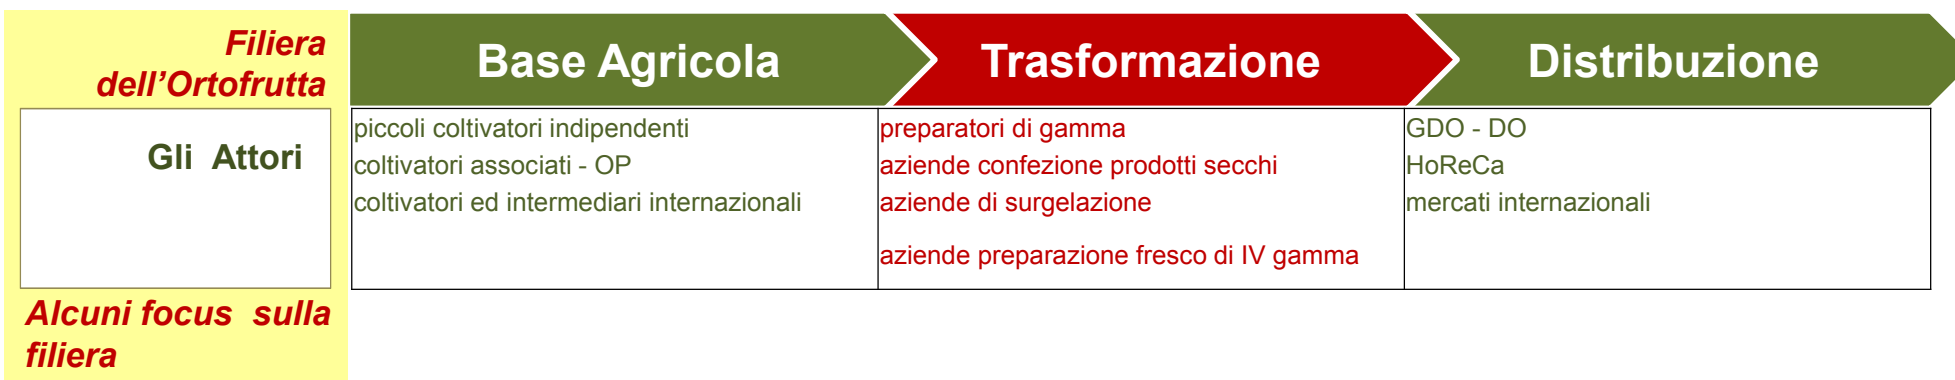 Filiera
dell’Ortofrutta
Base Agricola
Trasformazione
Distribuzione
Gli Attori
piccoli coltivatori indipendenti
coltivatori associati - OP
coltivatori ed intermediari internazionali
preparatori di gamma
aziende confezione prodotti secchi
aziende di surgelazione
aziende preparazione fresco di IV gamma
GDO - DO
HoReCa
mercati internazionali
Alcuni focus sulla
filiera